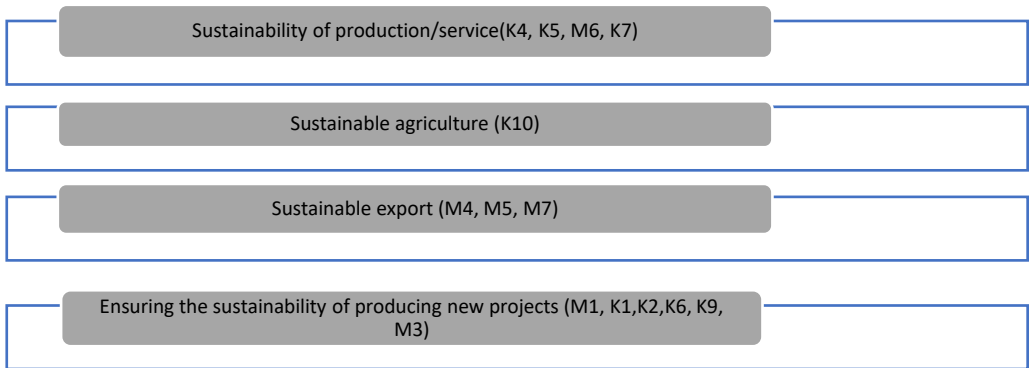 Sustainability of production/service(K4, K5, M6, K7)
Sustainable agriculture (K10)
Sustainable export (M4, M5, M7)
Ensuring the sustainability of producing new projects (M1, K1,K2,K6, K9,
M3)